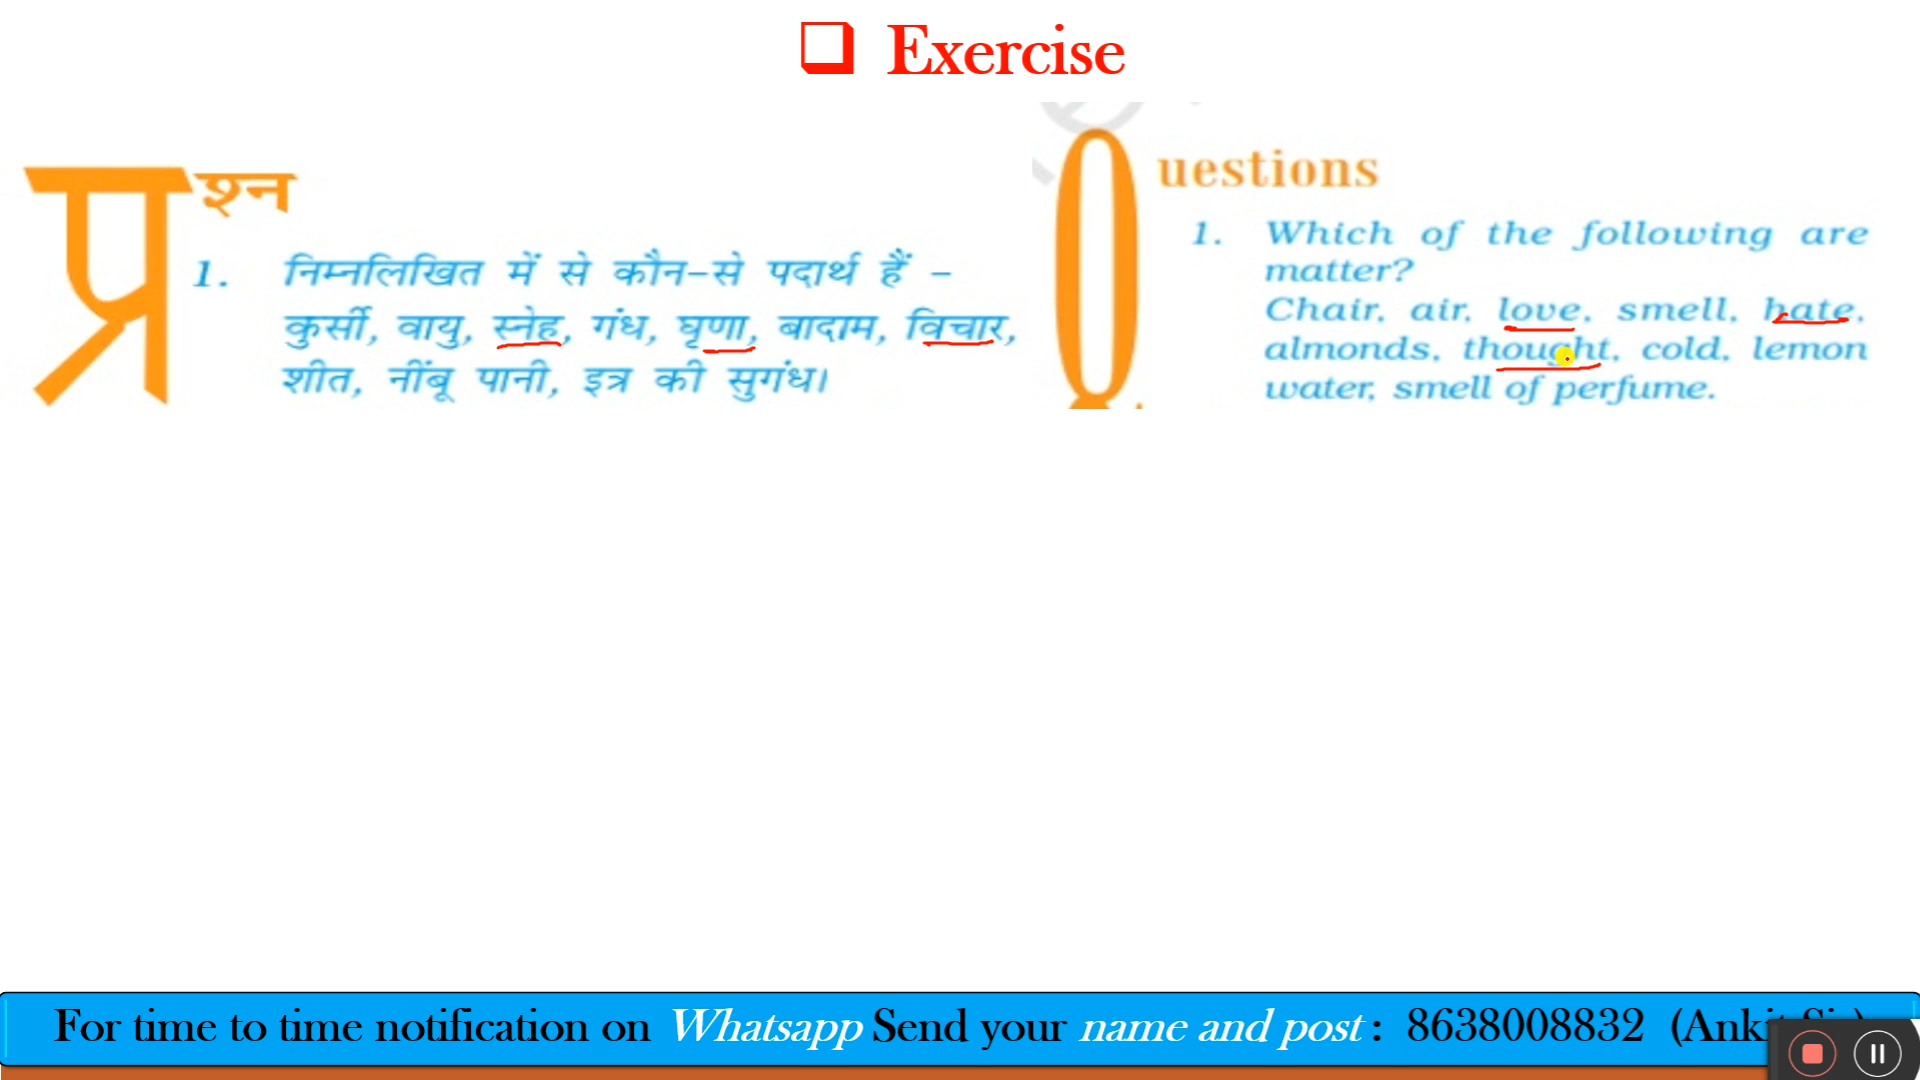 Exercise
प्रश्न
1. निम्नलिखित में से कौन-से पदार्थ हैं –
कुर्सी, वायु, स्नेह, गंध, घृणा, बादाम, विचार,
शीत, नींबू पानी, इत्र की सुगंध।
Questions
1. Which of the following are
matter?
Chair, air, love, smell, hate,
almonds, thought, cold, lemon
water, smell of perfume.
For time to time notification on Whatsapp Send your name and post : 8638008832 (Ankit Sir)